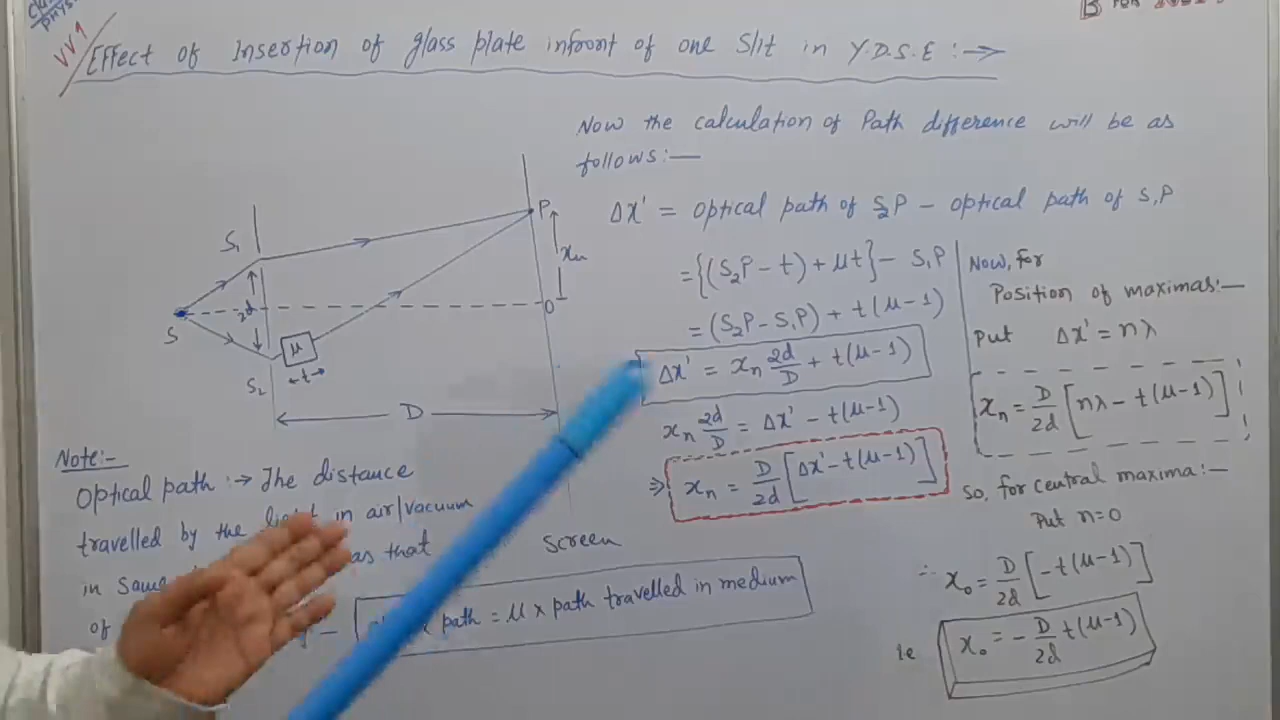 VVI
Effect of Insertion of glass plate infront of one Slit in Y.D.S.E :→
B FOR
Now the calculation of Path difference will be as
follows:—
Δx' = Optical path of S₂P – optical path of S₁P
= {(S₂P – t) + μt} – S₁P
= (S₂P – S₁P) + t(μ – 1)
Δx' = xₙ 2d/D + t(μ – 1)
xₙ 2d/D = Δx' – t(μ – 1)
⇒ xₙ = D/2d [Δx' – t(μ – 1)]
Now, for
Position of maximas:—
Put Δx' = nλ
xₙ = D/2d [nλ – t(μ – 1)]
So, for central maxima:—
Put n=0
∴ x₀ = D/2d [–t(μ – 1)]
ie x₀ = – D/2d t(μ – 1)
S
S₁
S₂
2d
μ
t
D
P
xₙ
O
Screen
Note:-
Optical path :→ The distance
travelled by the in air/vacuum
in same as that
of
path = μ × path travelled in medium